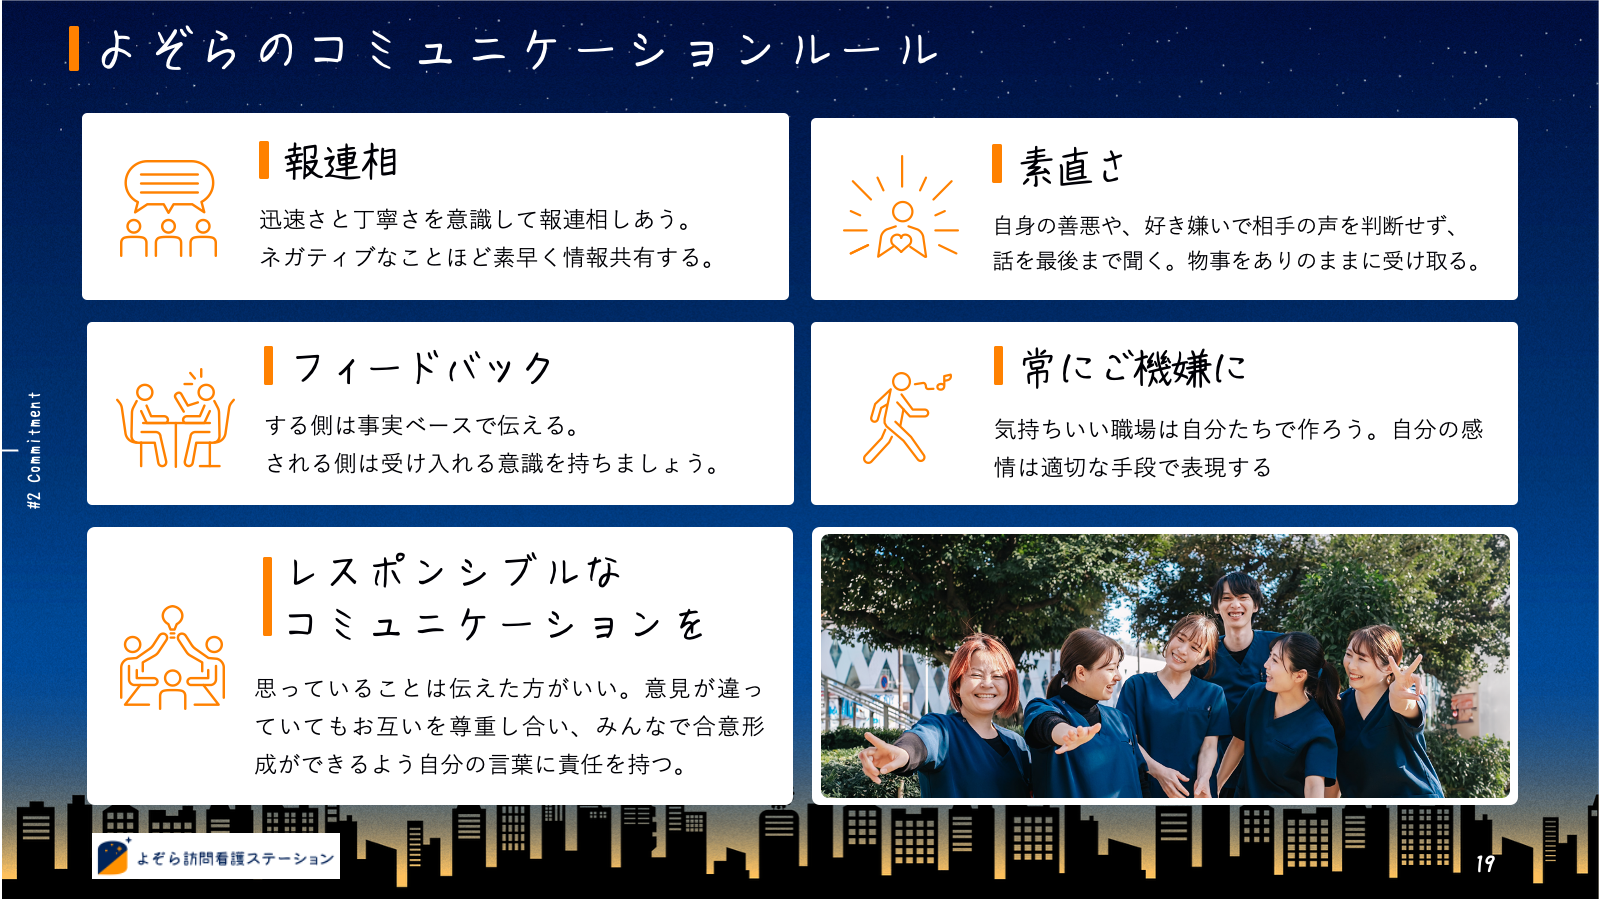 よぞらのコミュニケーションルール
報連相
迅速さと丁寧さを意識して報連相しあう。
ネガティブなことほど素早く情報共有する。
素直さ
自身の善悪や、好き嫌いで相手の声を判断せず、
話を最後まで聞く。物事をありのままに受け取る。
フィードバック
する側は事実ベースで伝える。
される側は受け入れる意識を持ちましょう。
常にご機嫌に
気持ちいい職場は自分たちで作ろう。自分の感
情は適切な手段で表現する
レスポンシブルな
コミュニケーションを
思っていることは伝えた方がいい。意見が違っ
ていてもお互いを尊重し合い、みんなで合意形
成ができるよう自分の言葉に責任を持つ。
#2 Commitment
よぞら訪問看護ステーション
19